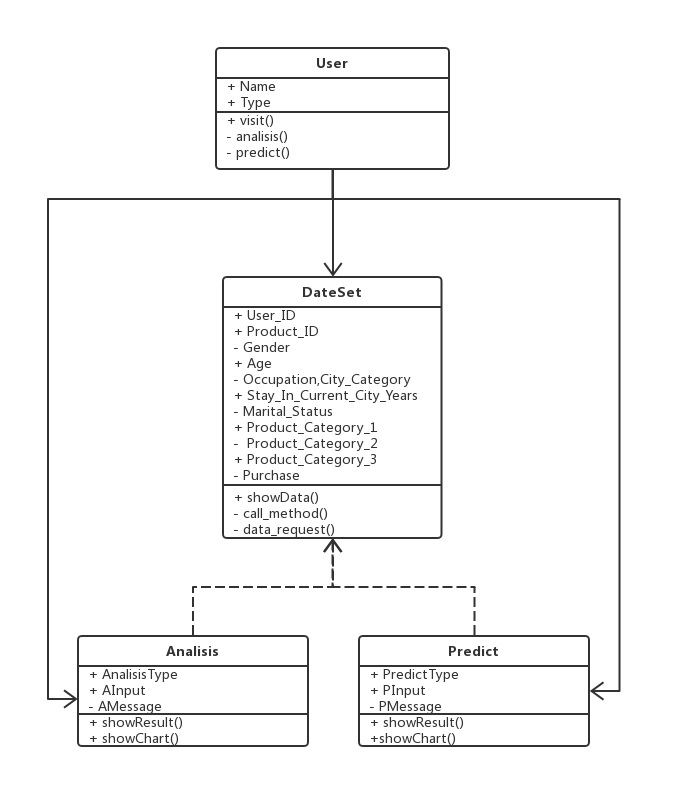 User
+ Name
+ Type
+ visit()
- analisis()
- predict()
DateSet
+ User_ID
+ Product_ID
- Gender
+ Age
- Occupation,City_Category
+ Stay_In_Current_City_Years
- Marital_Status
+ Product_Category_1
- Product_Category_2
+ Product_Category_3
- Purchase
+ showData()
- call_method()
- data_request()
Analisis
+ AnalisisType
+ AInput
- AMessage
+ showResult()
+ showChart()
Predict
+ PredictType
+ PInput
- PMessage
+ showResult()
+showChart()